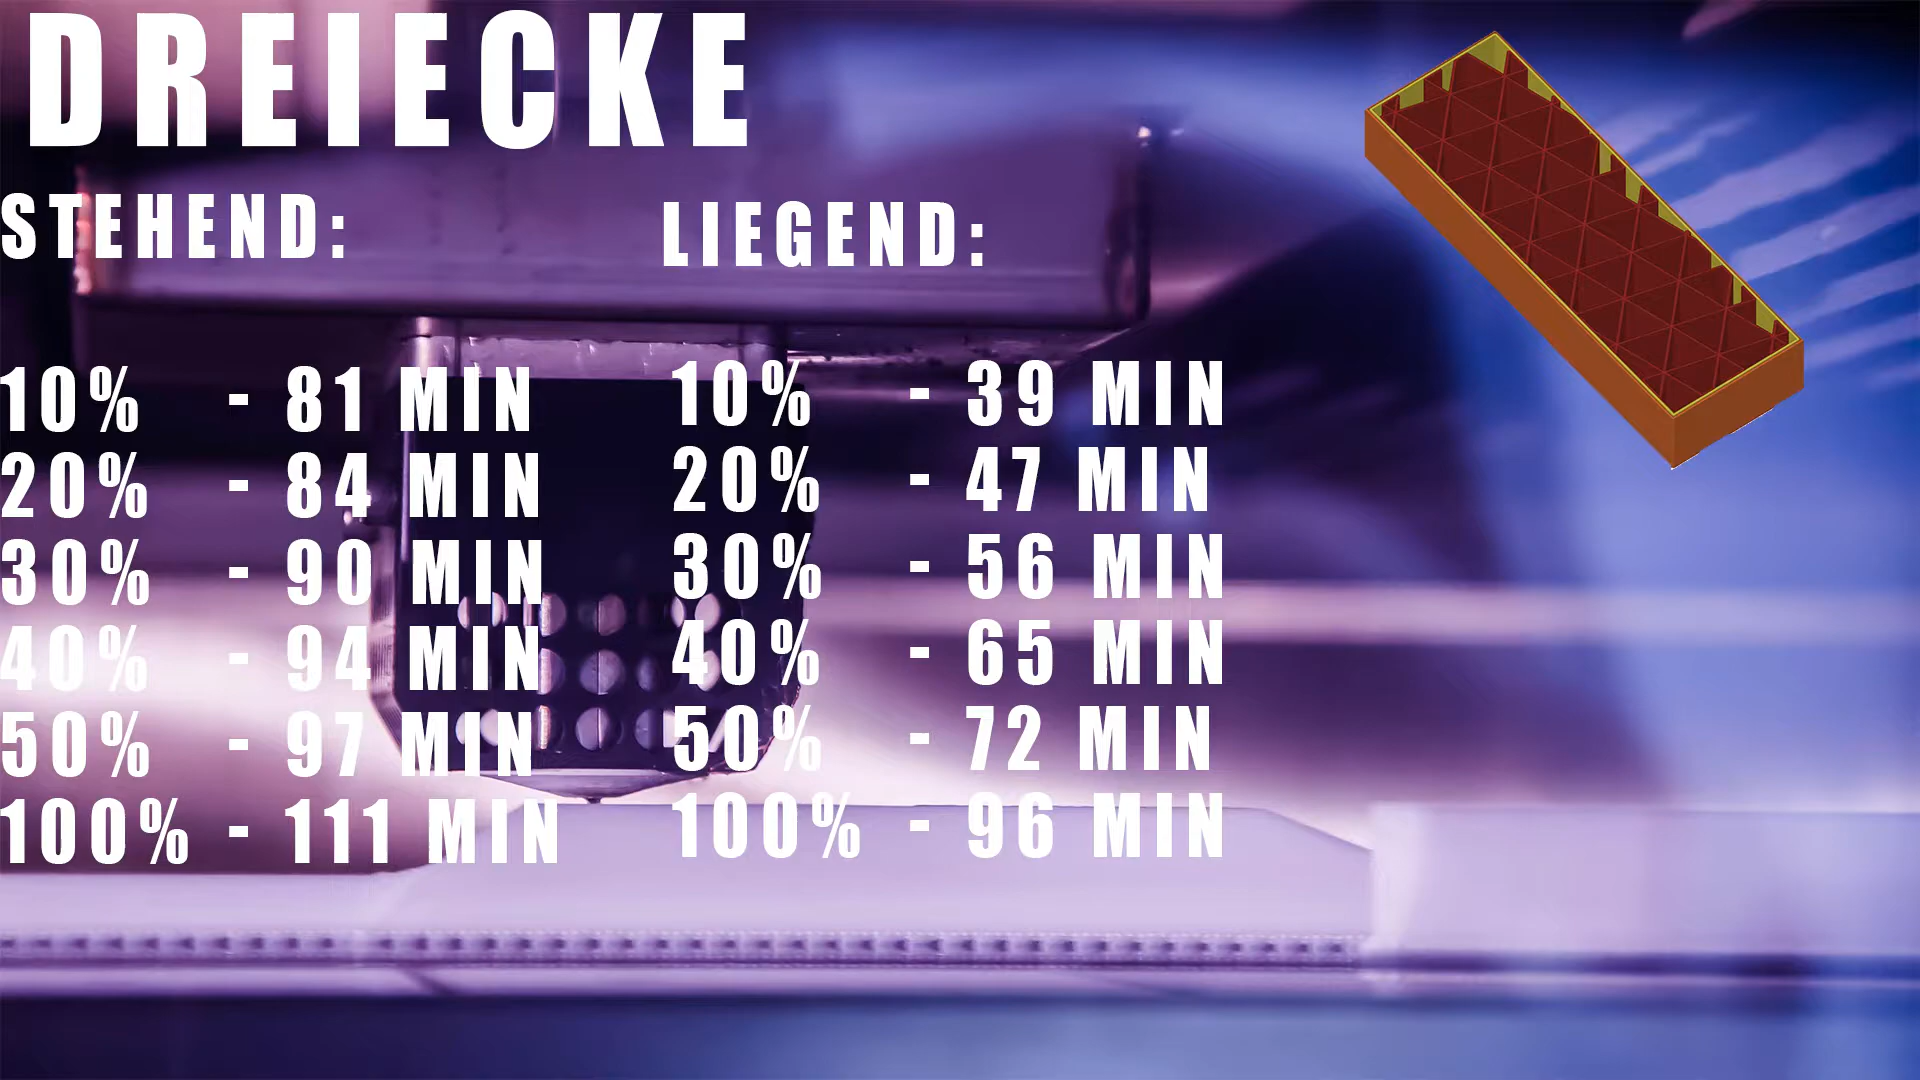 DREIECKE
STEHEND:
10% - 81 MIN
20% - 84 MIN
30% - 90 MIN
40% - 94 MIN
50% - 97 MIN
100% - 111 MIN
LIEGEND:
10% - 39 MIN
20% - 47 MIN
30% - 56 MIN
40% - 65 MIN
50% - 72 MIN
100% - 96 MIN